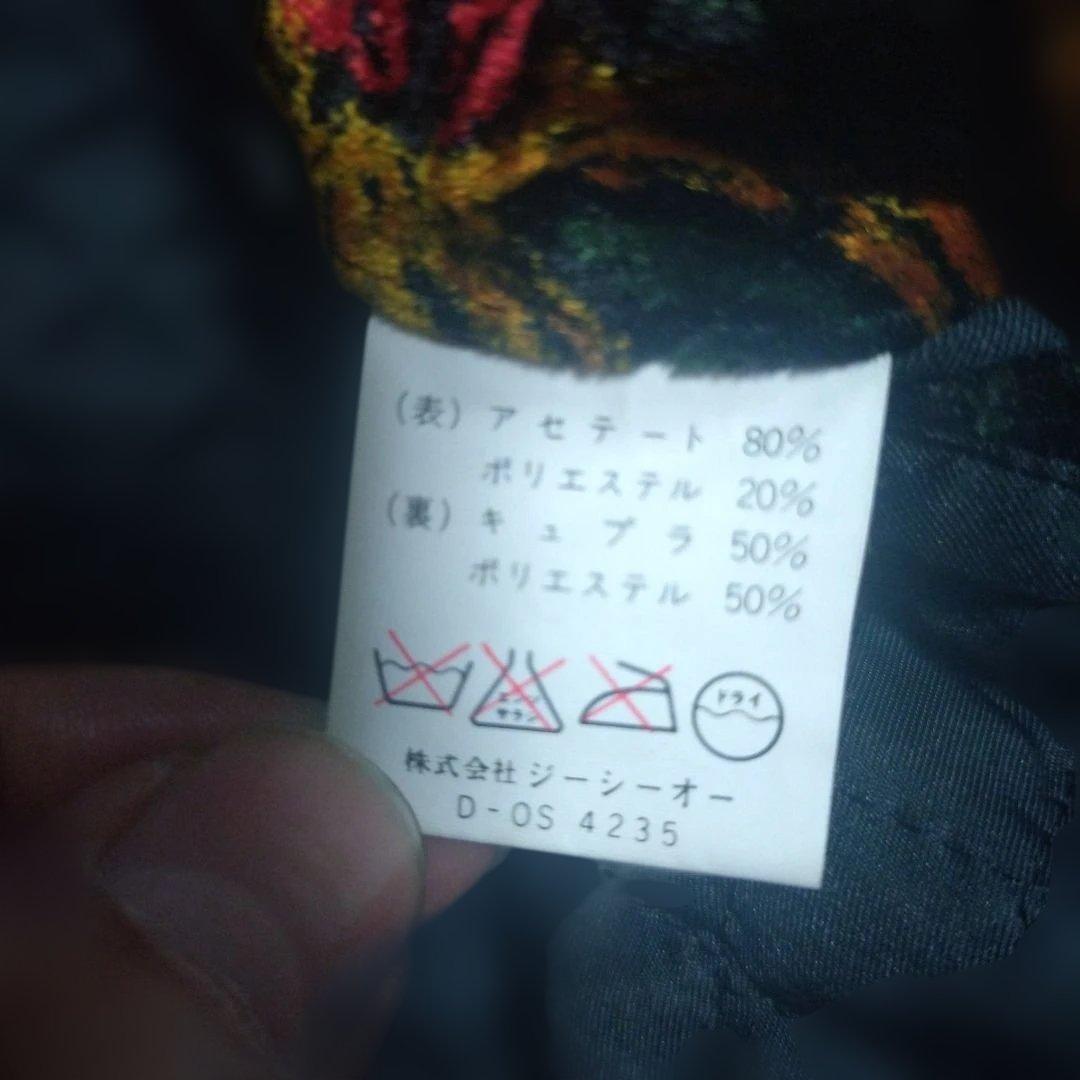 (表) アセテート 80%
ポリエステル 20%
(裏) キュプラ 50%
ポリエステル 50%
エンソ サラシ ドライ
株式会社ジーシーオー
D-OS 4235